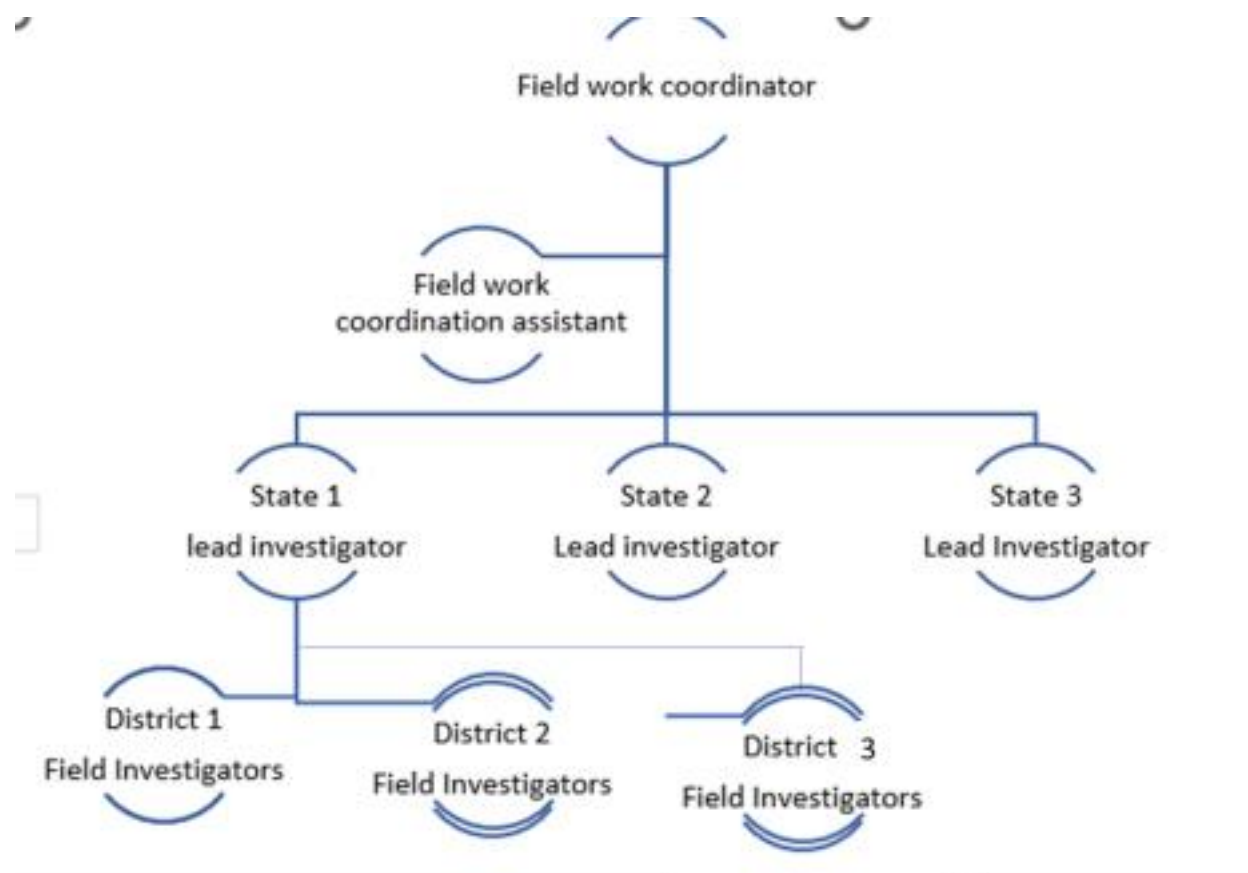 Field work coordinator
Field work
coordination assistant
State 1
lead investigator
State 2
Lead investigator
State 3
Lead Investigator
District 1
Field Investigators
District 2
Field Investigators
District 3
Field Investigators